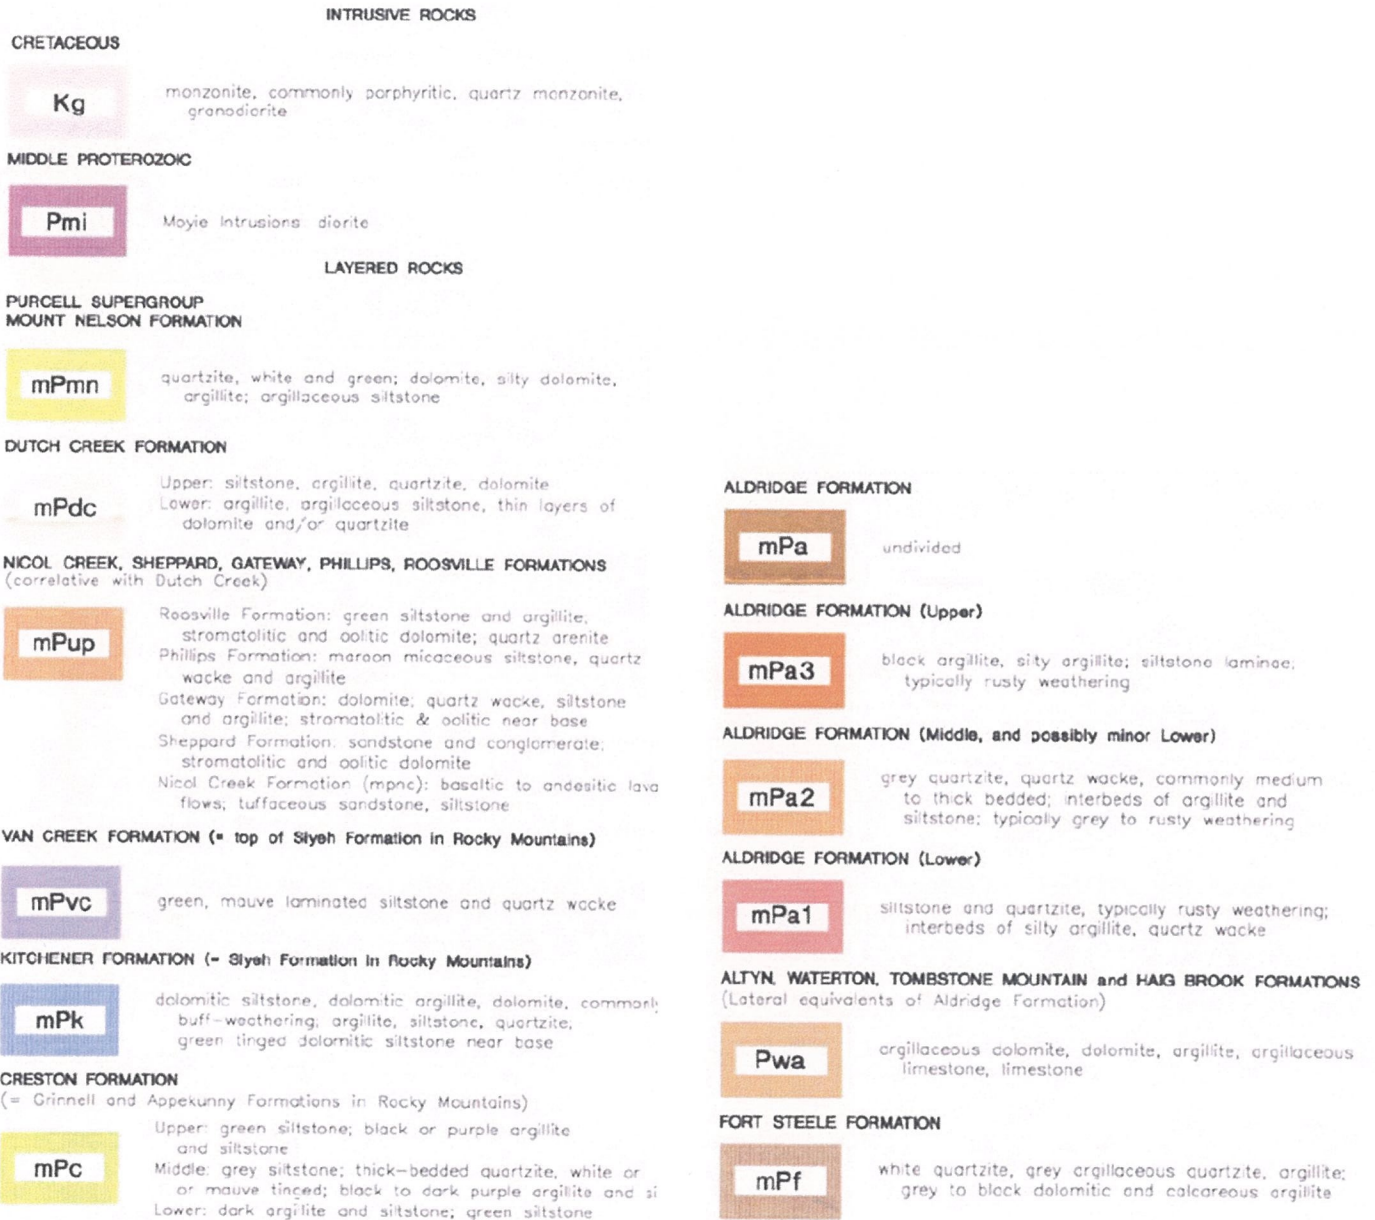 INTRUSIVE ROCKS
CRETACEOUS
Kg
monzonite, commonly porphyritic, quartz monzonite,
granodiorite
MIDDLE PROTEROZOIC
Pmi
Moyie Intrusions diorite
LAYERED ROCKS
PURCELL SUPERGROUP
MOUNT NELSON FORMATION
mPmn
quartzite, white and green; dolomite, silty dolomite,
argillite; argillaceous siltstone
DUTCH CREEK FORMATION
mPdc
Upper: siltstone, argillite, quartzite, dolomite
Lower: argillite, argillaceous siltstone, thin layers of
dolomite and/or quartzite
NICOL CREEK, SHEPPARD, GATEWAY, PHILLIPS, ROOSVILLE FORMATIONS
(correlative with Dutch Creek)
mPup
Roosville Formation: green siltstone and argillite;
stromatolitic and oolitic dolomite; quartz arenite
Phillips Formation: maroon micaceous siltstone, quartz
wacke and argillite
Gateway Formation: dolomite; quartz wacke, siltstone
and argillite; stromatolitic & oolitic near base
Sheppard Formation: sandstone and conglomerate;
stromatolitic and oolitic dolomite
Nicol Creek Formation (mpnc): basaltic to andesitic lava
flows; tuffaceous sandstone, siltstone
VAN CREEK FORMATION (= top of Siyeh Formation in Rocky Mountains)
mPvc
green, mauve laminated siltstone and quartz wacke
KITCHENER FORMATION (= Siyeh Formation in Rocky Mountains)
mPk
dolomitic siltstone, dolomitic argillite, dolomite, commonly
buff-weathering; argillite, siltstone, quartzite;
green tinged dolomitic siltstone near base
CRESTON FORMATION
(= Grinnell and Appekunny Formations in Rocky Mountains)
mPc
Upper: green siltstone; black or purple argillite
and siltstone
Middle: grey siltstone; thick-bedded quartzite, white or
or mauve tinged; black to dark purple argillite and si
Lower: dark argillite and siltstone; green siltstone
ALDRIDGE FORMATION
mPa
undivided
ALDRIDGE FORMATION (Upper)
mPa3
black argillite, silty argillite; siltstone laminae;
typically rusty weathering
ALDRIDGE FORMATION (Middle, and possibly minor Lower)
mPa2
grey quartzite, quartz wacke, commonly medium
to thick bedded; interbeds of argillite and
siltstone; typically grey to rusty weathering
ALDRIDGE FORMATION (Lower)
mPa1
siltstone and quartzite, typically rusty weathering;
interbeds of silty argillite, quartz wacke
ALTYN, WATERTON, TOMBSTONE MOUNTAIN and HAIG BROOK FORMATIONS
(Lateral equivalents of Aldridge Formation)
Pwa
argillaceous dolomite, dolomite, argillite, argillaceous
limestone, limestone
FORT STEELE FORMATION
mPf
white quartzite, grey argillaceous quartzite, argillite;
grey to black dolomitic and calcareous argillite